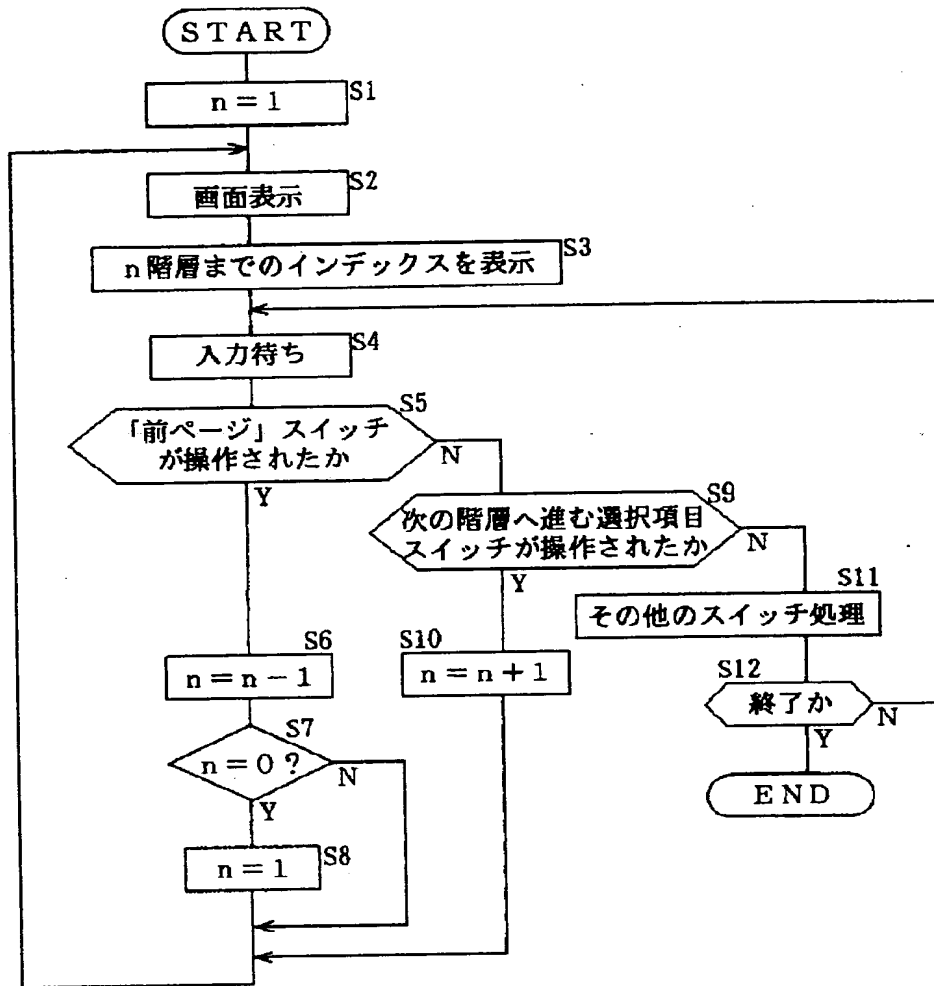 START
S1
n=1
S2
画面表示
S3
n階層までのインデックスを表示
S4
入力待ち
S5
「前ページ」スイッチ
が操作されたか
N
Y
S9
次の階層へ進む選択項目
スイッチが操作されたか
N
Y
S11
その他のスイッチ処理
S6
n=n-1
S10
n=n+1
S12
終了か
N
Y
END
S7
n=0?
N
Y
S8
n=1